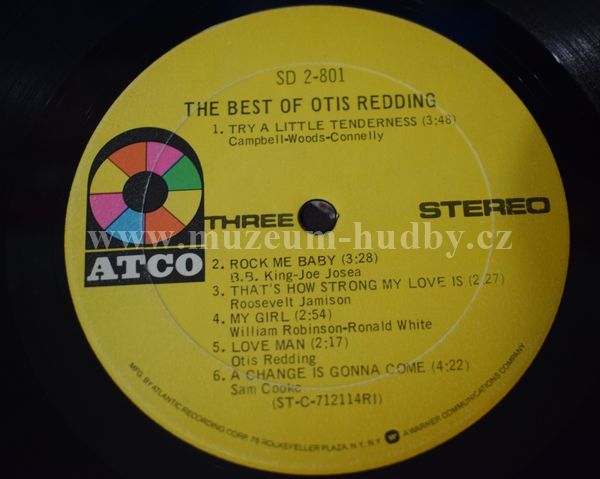 SD 2-801
THE BEST OF OTIS REDDING
1. TRY A LITTLE TENDERNESS (3:48)
Campbell-Woods-Connelly
THREE
STEREO
www.muzeum-hudby.cz
ATCO
2. ROCK ME BABY (3:28)
B.B. King-Joe Josea
3. THAT'S HOW STRONG MY LOVE IS (2:27)
Roosevelt Jamison
4. MY GIRL (2:54)
William Robinson-Ronald White
5. LOVE MAN (2:17)
Otis Redding
6. A CHANGE IS GONNA COME (4:22)
Sam Cooke
(ST-C-712114RI)
MFG. BY ATLANTIC RECORDING CORP. 75 ROCKEFELLER PLAZA, N.Y. N.Y. A WARNER COMMUNICATIONS COMPANY